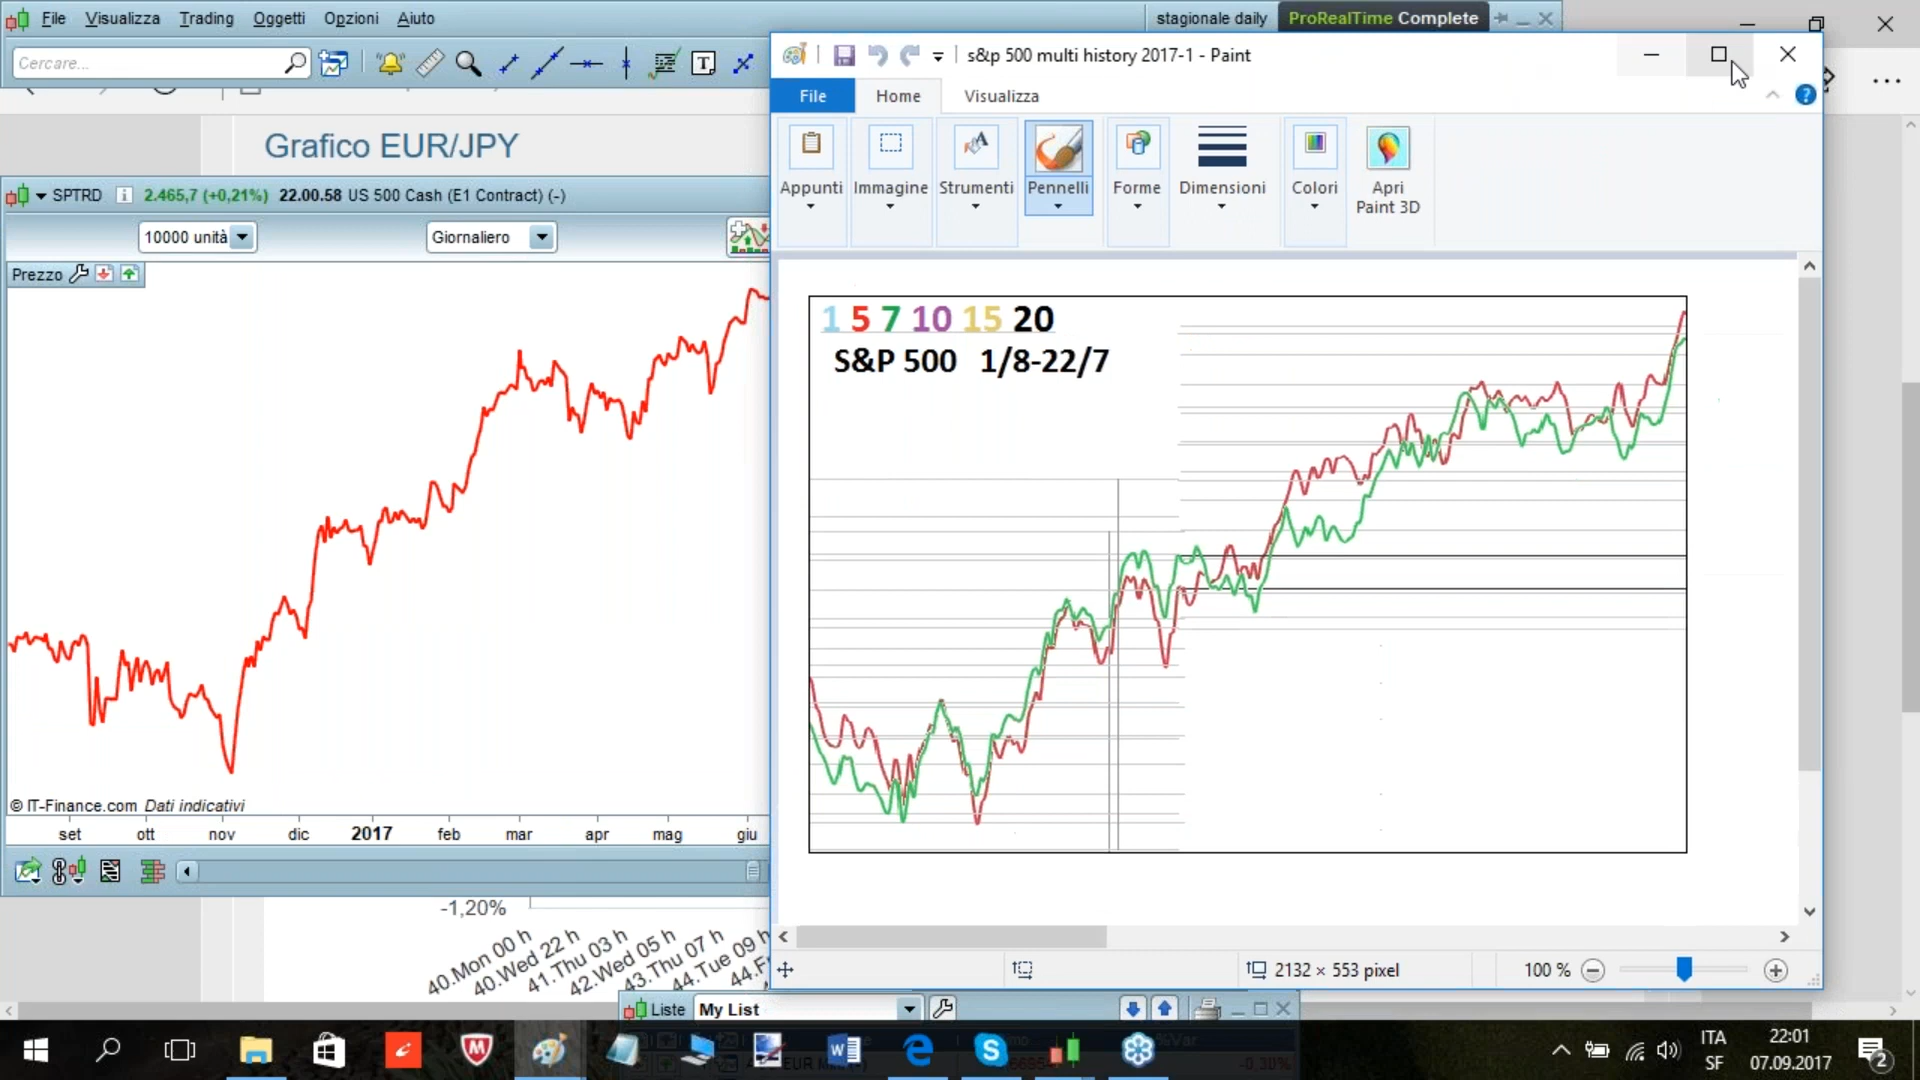 File Visualizza Trading Oggetti Opzioni Aiuto
stagionale daily
ProRealTime Complete
Cercare...
s&p 500 multi history 2017-1 - Paint
File Home Visualizza
Appunti Immagine Strumenti Pennelli Forme Dimensioni Colori Apri
Paint 3D
Grafico EUR/JPY
SPTRD 2.465,7 (+0,21%) 22.00.58 US 500 Cash (E1 Contract) (-)
10000 unità Giornaliero
Prezzo
1 5 7 10 15 20
S&P 500 1/8-22/7
© IT-Finance.com Dati indicativi
set ott nov dic 2017 feb mar apr mag giu
-1,20%
40.Mon 00 h
40.Wed 22 h
41.Thu 03 h
42.Wed 05 h
43.Thu 07 h
44.Tue 09 h
2132 × 553 pixel
100 %
Liste My List
ITA
SF
22:01
07.09.2017
2